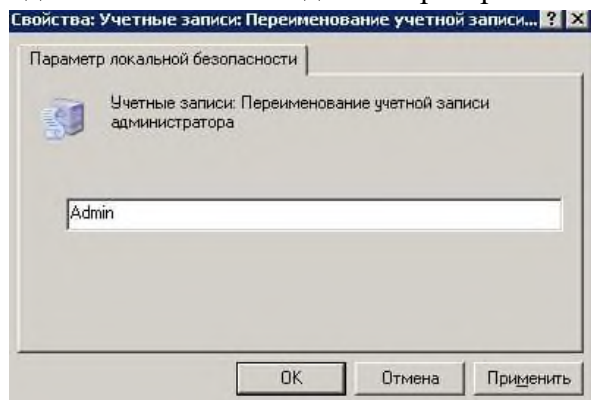 Свойства: Учетные записи: Переименование учетной записи...
Параметр локальной безопасности
Учетные записи: Переименование учетной записи
администратора
Admin
OK
Отмена
Применить